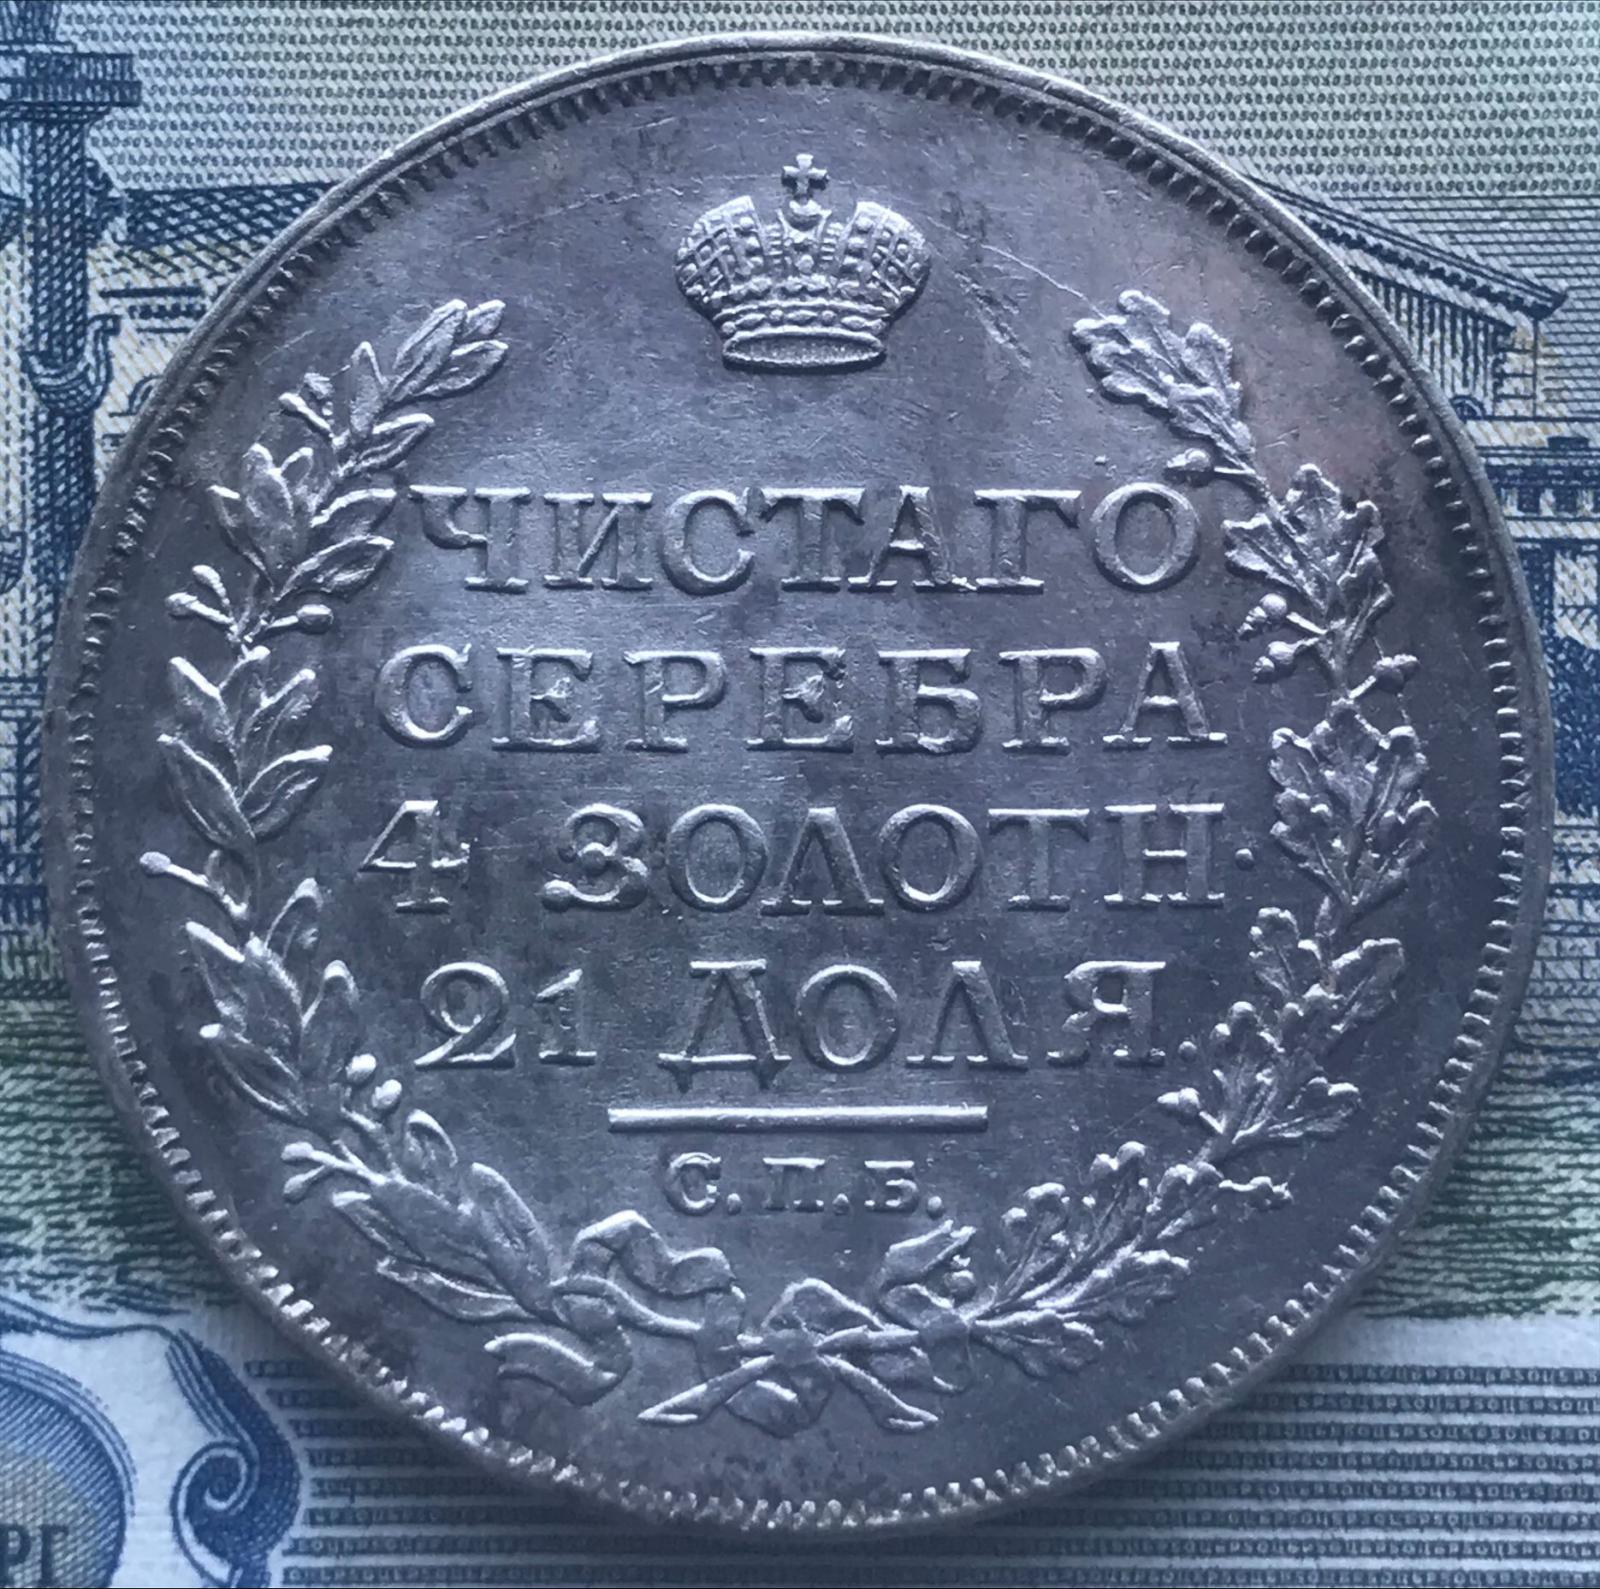 ЧИСТАГО
СЕРЕБРА
4 ЗОЛОТН.
21 ДОЛЯ.
С.П.Б.